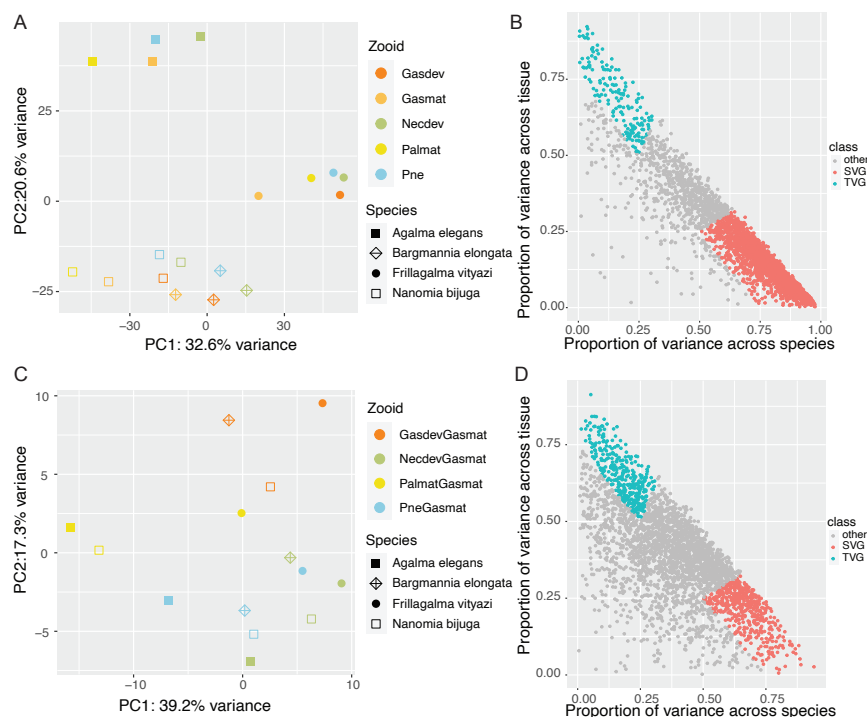 A
PC2:20.6% variance
25
0
−25
−30
0
30
PC1: 32.6% variance
Zooid
Gasdev
Gasmat
Necdev
Palmat
Pne
Species
Agalma elegans
Bargmannia elongata
Frillagalma vityazi
Nanomia bijuga
B
Proportion of variance across tissue
0.75
0.50
0.25
0.00
0.00
0.25
0.50
0.75
1.00
Proportion of variance across species
class
other
SVG
TVG
C
PC2:17.3% variance
10
5
0
−5
−10
0
10
PC1: 39.2% variance
Zooid
GasdevGasmat
NecdevGasmat
PalmatGasmat
PneGasmat
Species
Agalma elegans
Bargmannia elongata
Frillagalma vityazi
Nanomia bijuga
D
Proportion of variance across tissue
0.75
0.50
0.25
0.00
0.00
0.25
0.50
0.75
Proportion of variance across species
class
other
SVG
TVG